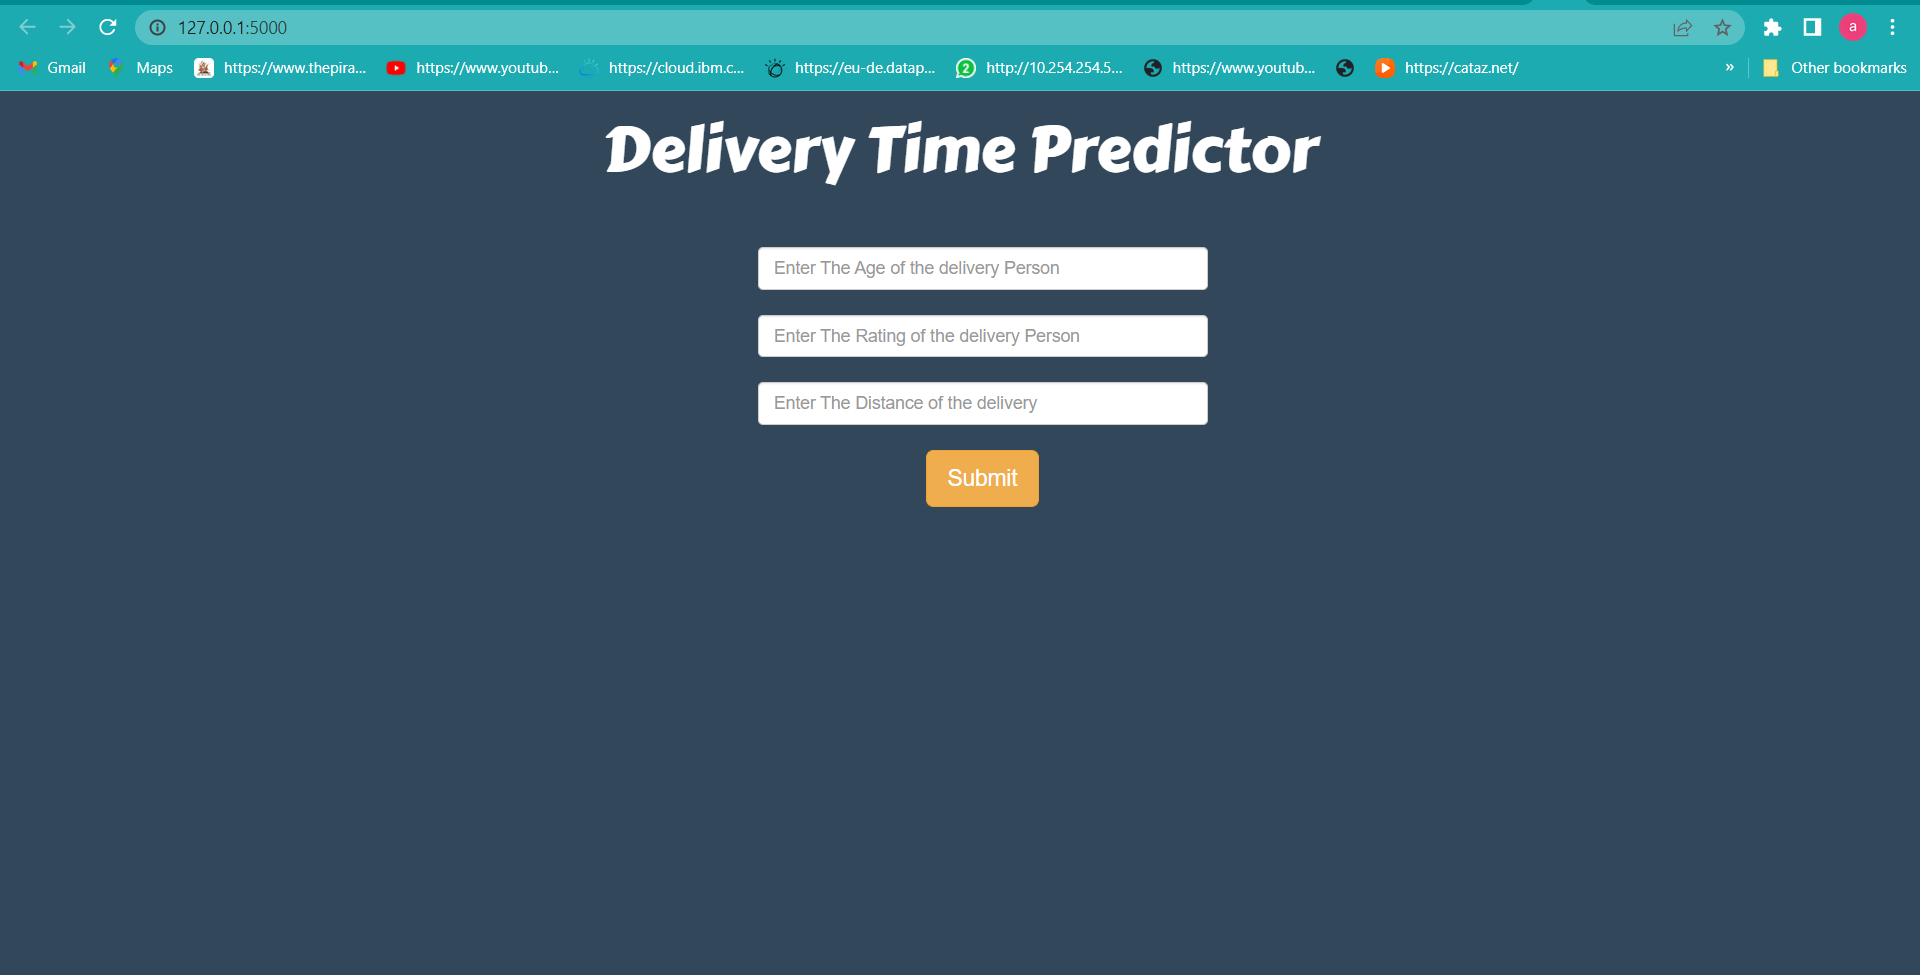 127.0.0.1:5000
a
Gmail Maps https://www.thepira... https://www.youtub... https://cloud.ibm.c... https://eu-de.datap... 2 http://10.254.254.5... https://www.youtub... https://cataz.net/ » Other bookmarks
Delivery Time Predictor
Enter The Age of the delivery Person
Enter The Rating of the delivery Person
Enter The Distance of the delivery
Submit